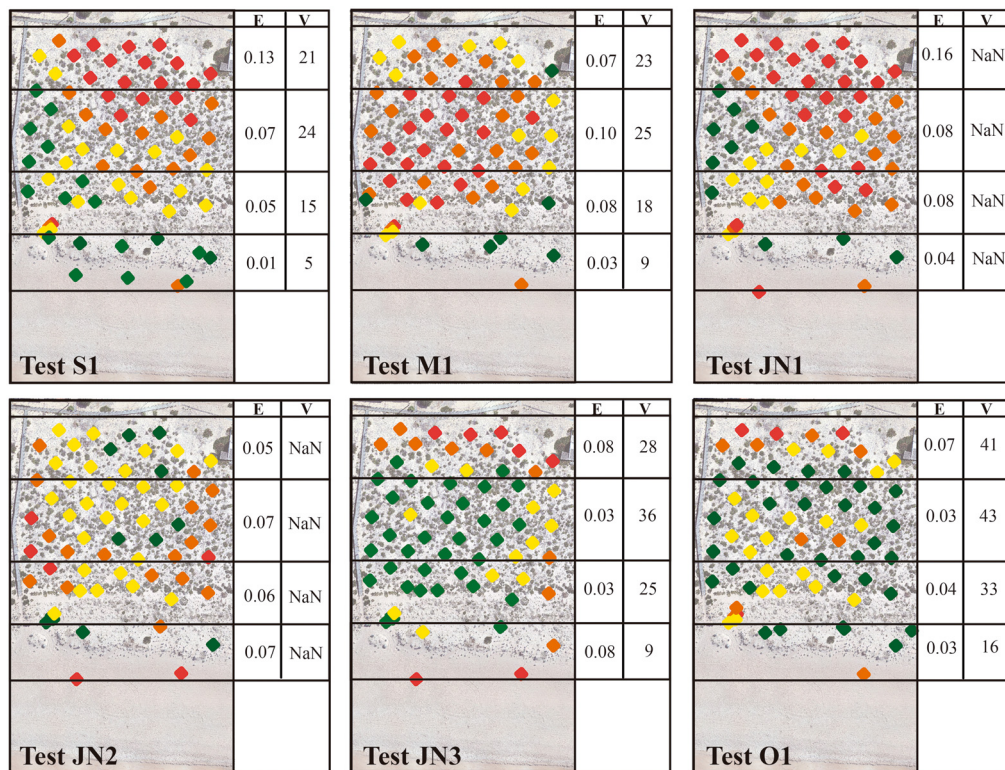 E V
0.13 21
0.07 24
0.05 15
0.01 5
Test S1
E V
0.07 23
0.10 25
0.08 18
0.03 9
Test M1
E V
0.16 NaN
0.08 NaN
0.08 NaN
0.04 NaN
Test JN1
E V
0.05 NaN
0.07 NaN
0.06 NaN
0.07 NaN
Test JN2
E V
0.08 28
0.03 36
0.03 25
0.08 9
Test JN3
E V
0.07 41
0.03 43
0.04 33
0.03 16
Test O1